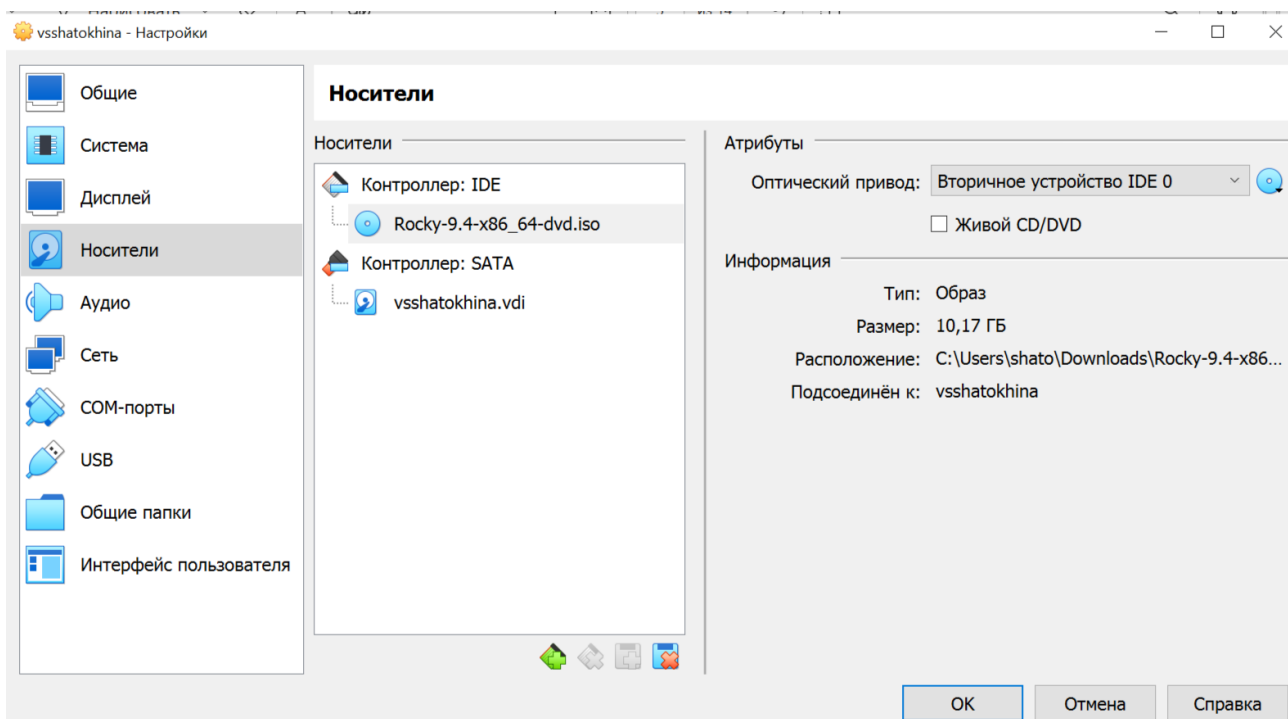 vsshatokhina - Настройки
Общие
Система
Дисплей
Носители
Аудио
Сеть
COM-порты
USB
Общие папки
Интерфейс пользователя
Носители
Носители
Контроллер: IDE
Rocky-9.4-x86_64-dvd.iso
Контроллер: SATA
vsshatokhina.vdi
Атрибуты
Оптический привод: Вторичное устройство IDE 0
Живой CD/DVD
Информация
Тип: Образ
Размер: 10,17 ГБ
Расположение: C:\Users\shato\Downloads\Rocky-9.4-x86...
Подсоединён к: vsshatokhina
OK Отмена Справка